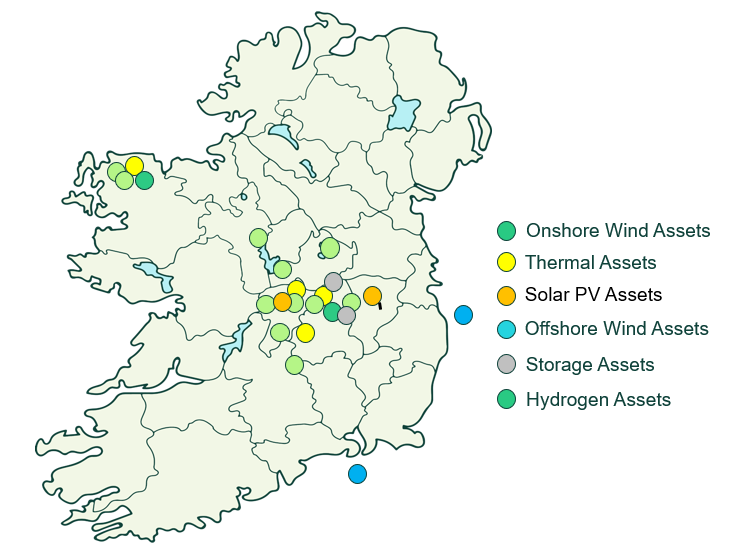 Onshore Wind Assets
Thermal Assets
Solar PV Assets
Offshore Wind Assets
Storage Assets
Hydrogen Assets